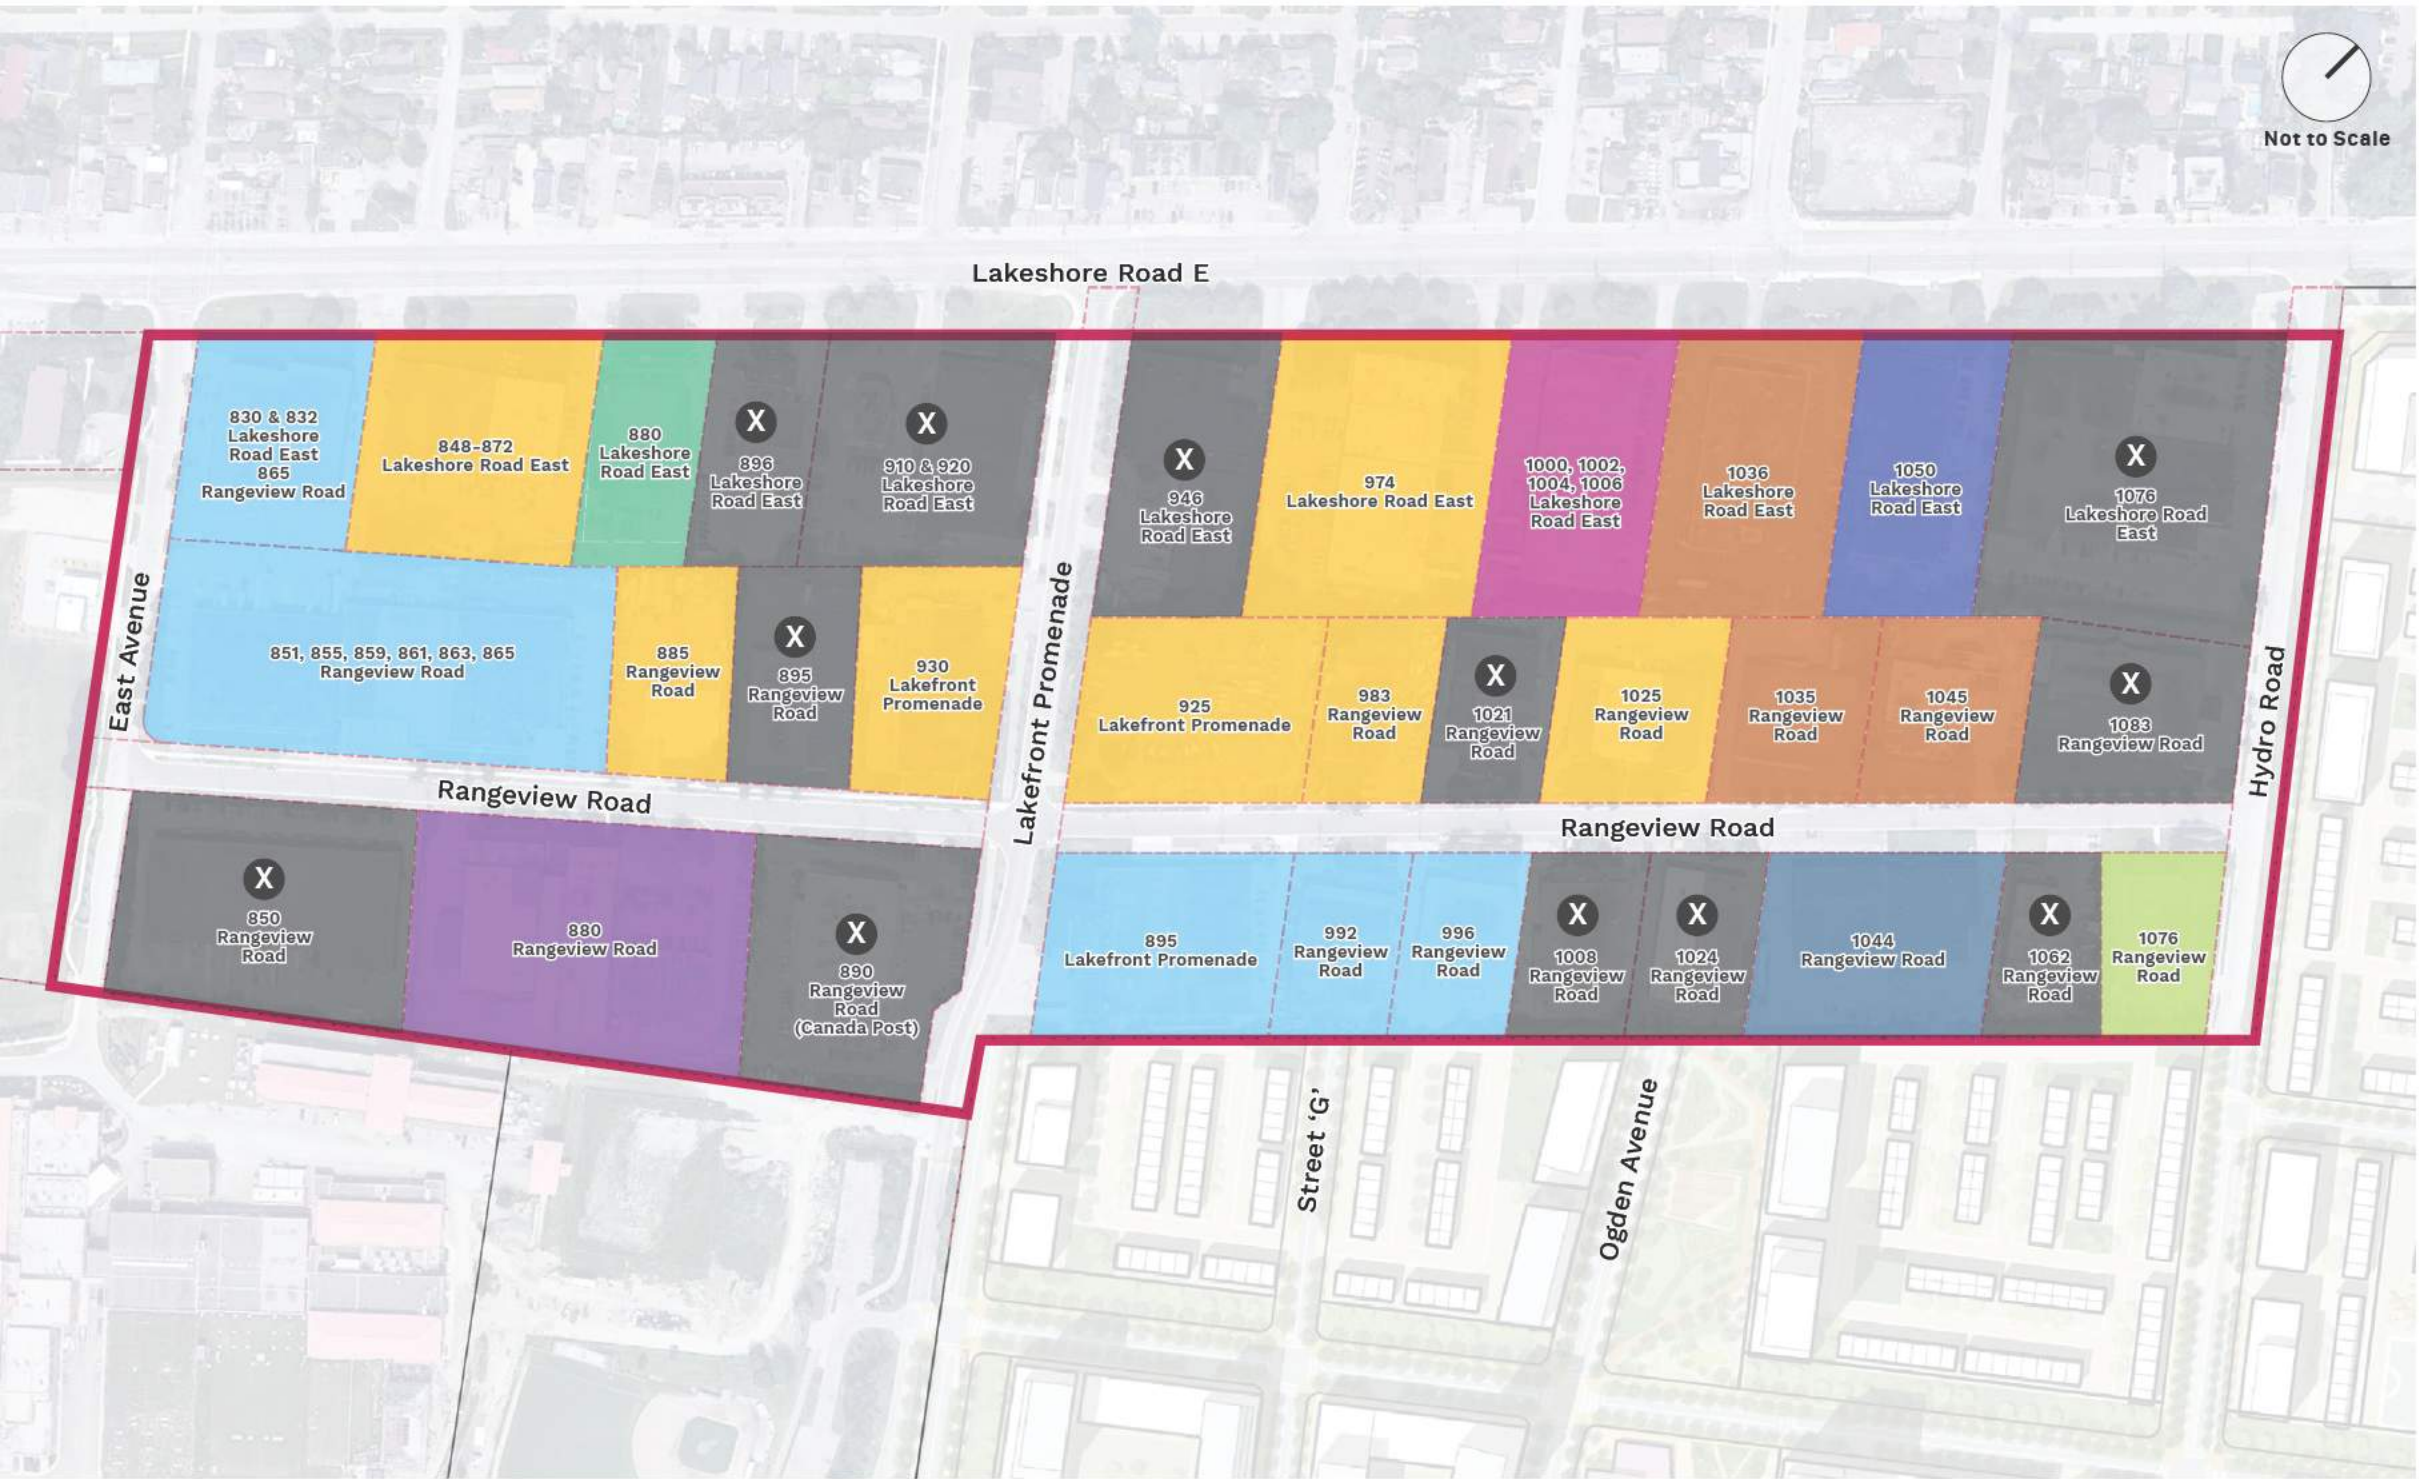 Not to Scale
Lakeshore Road E
830 & 832
Lakeshore
Road East
865
Rangeview Road
848-872
Lakeshore Road East
880
Lakeshore
Road East
X
896
Lakeshore
Road East
X
910 & 920
Lakeshore
Road East
X
946
Lakeshore
Road East
974
Lakeshore Road East
1000, 1002,
1004, 1006
Lakeshore
Road East
1036
Lakeshore
Road East
1050
Lakeshore
Road East
X
1076
Lakeshore Road
East
East Avenue
851, 855, 859, 861, 863, 865
Rangeview Road
885
Rangeview
Road
X
895
Rangeview
Road
930
Lakefront
Promenade
Lakefront Promenade
925
Lakefront Promenade
983
Rangeview
Road
X
1021
Rangeview
Road
1025
Rangeview
Road
1035
Rangeview
Road
1045
Rangeview
Road
X
1083
Rangeview Road
Hydro Road
Rangeview Road
Rangeview Road
X
850
Rangeview
Road
880
Rangeview Road
X
890
Rangeview
Road
(Canada Post)
895
Lakefront Promenade
992
Rangeview
Road
996
Rangeview
Road
X
1008
Rangeview
Road
X
1024
Rangeview
Road
1044
Rangeview Road
X
1062
Rangeview
Road
1076
Rangeview
Road
Street ‘G’
Ogden Avenue